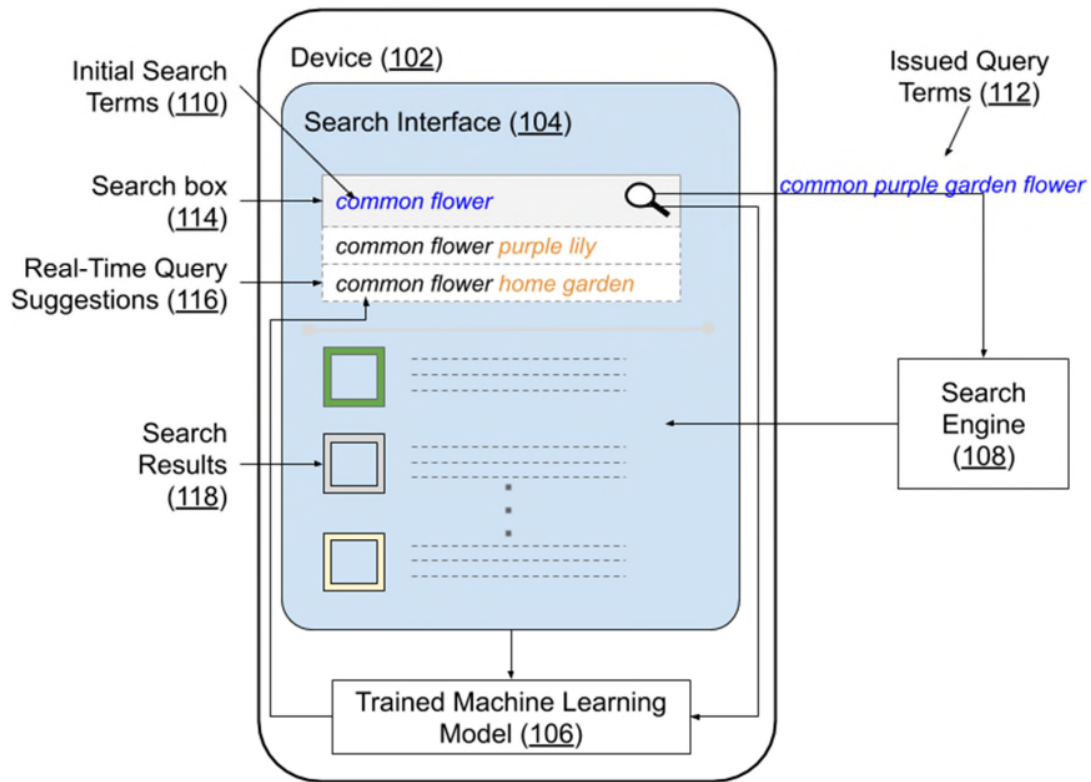 Device (102)
Initial Search
Terms (110)
Issued Query
Terms (112)
Search Interface (104)
Search box
(114)
common flower
common purple garden flower
common flower purple lily
Real-Time Query
Suggestions (116)
common flower home garden
Search
Engine
(108)
Search
Results
(118)
Trained Machine Learning
Model (106)